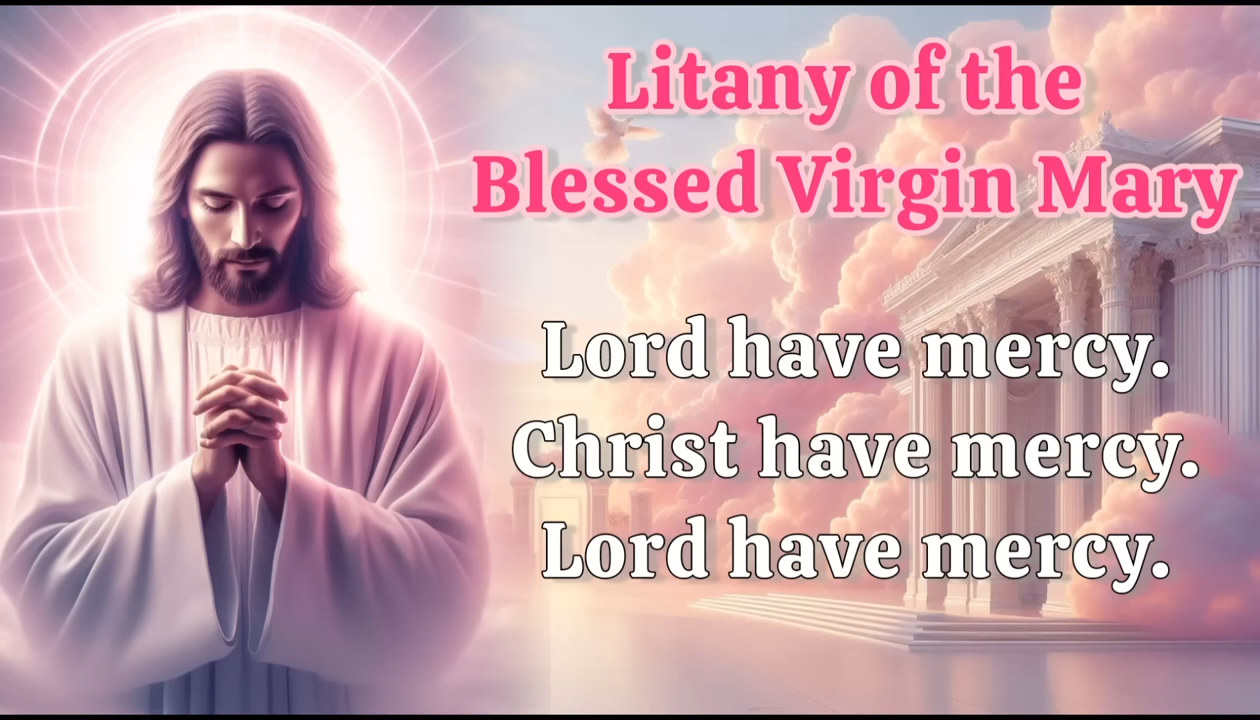 Litany of the
Blessed Virgin Mary
Lord have mercy.
Christ have mercy.
Lord have mercy.